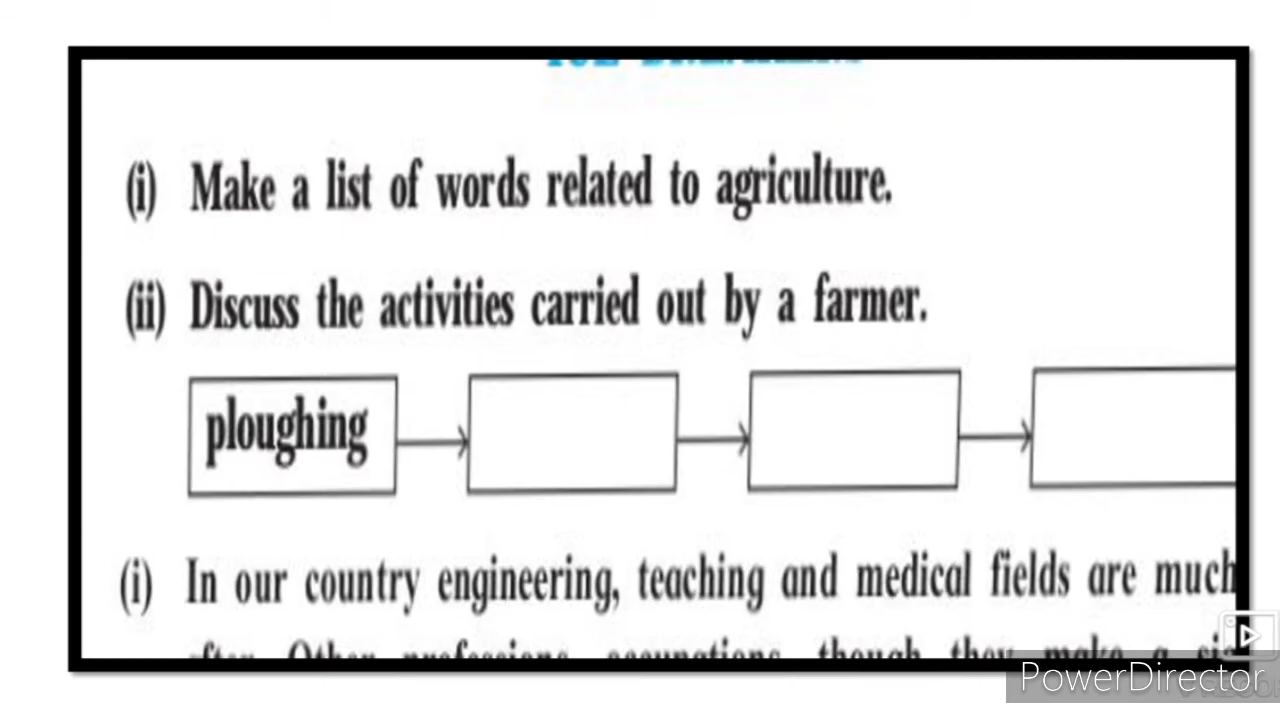 (i) Make a list of words related to agriculture.
(ii) Discuss the activities carried out by a farmer.
ploughing
(i) In our country engineering, teaching and medical fields are much
PowerDirector